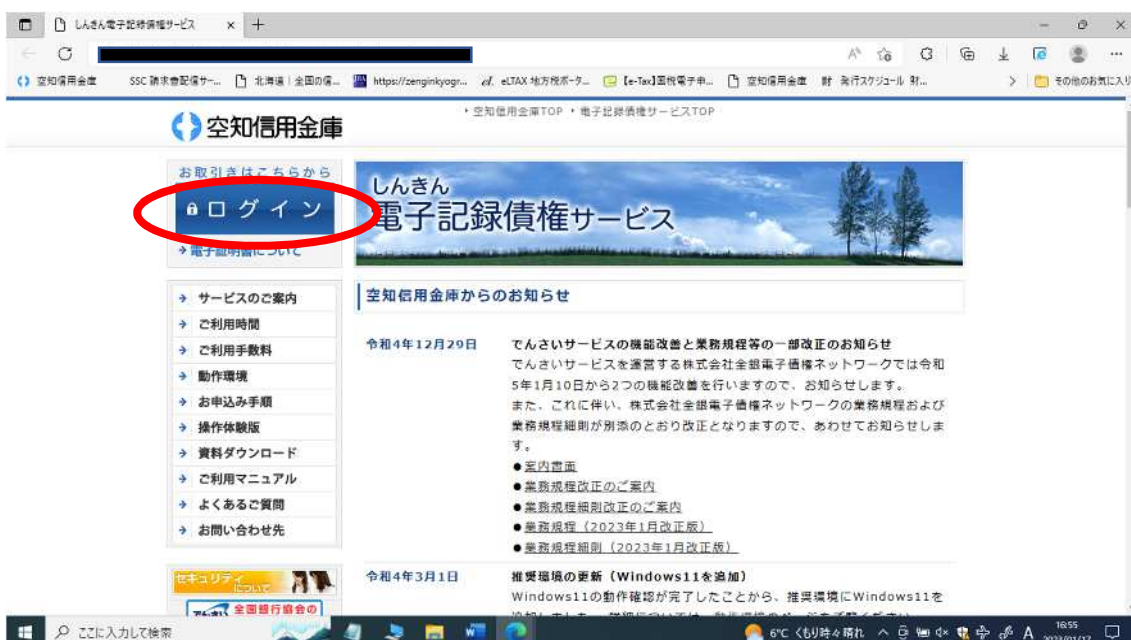 しんきん電子記録債権サービス
空知信用金庫
SSC 請求書配信サー...
北海道 | 全国の信...
https://zenginkyogr...
eLTAX 地方税ポータ...
【e-Tax】国税電子申...
空知信用金庫
財 発行スケジュール 財...
その他のお気に入り
空知信用金庫
・空知信用金庫TOP ・電子記録債権サービスTOP
お取引きはこちらから
ログイン
電子証明書について
しんきん
電子記録債権サービス
サービスのご案内
ご利用時間
ご利用手数料
動作環境
お申込み手順
操作体験版
資料ダウンロード
ご利用マニュアル
よくあるご質問
お問い合わせ先
セキュリティ
について
でんさい
全国銀行協会の
空知信用金庫からのお知らせ
令和4年12月29日
でんさいサービスの機能改善と業務規程等の一部改正のお知らせ
でんさいサービスを運営する株式会社全銀電子債権ネットワークでは令和
5年1月10日から2つの機能改善を行いますので、お知らせします。
また、これに伴い、株式会社全銀電子債権ネットワークの業務規程および
業務規程細則が別添のとおり改正となりますので、あわせてお知らせしま
す。
●案内書面
●業務規程改正のご案内
●業務規程細則改正のご案内
●業務規程（2023年1月改正版）
●業務規程細則（2023年1月改正版）
令和4年3月1日
推奨環境の更新（Windows11を追加）
Windows11の動作確認が完了したことから、推奨環境にWindows11を
ここに入力して検索
6°C くもり時々晴れ
A
16:55
2023/01/17